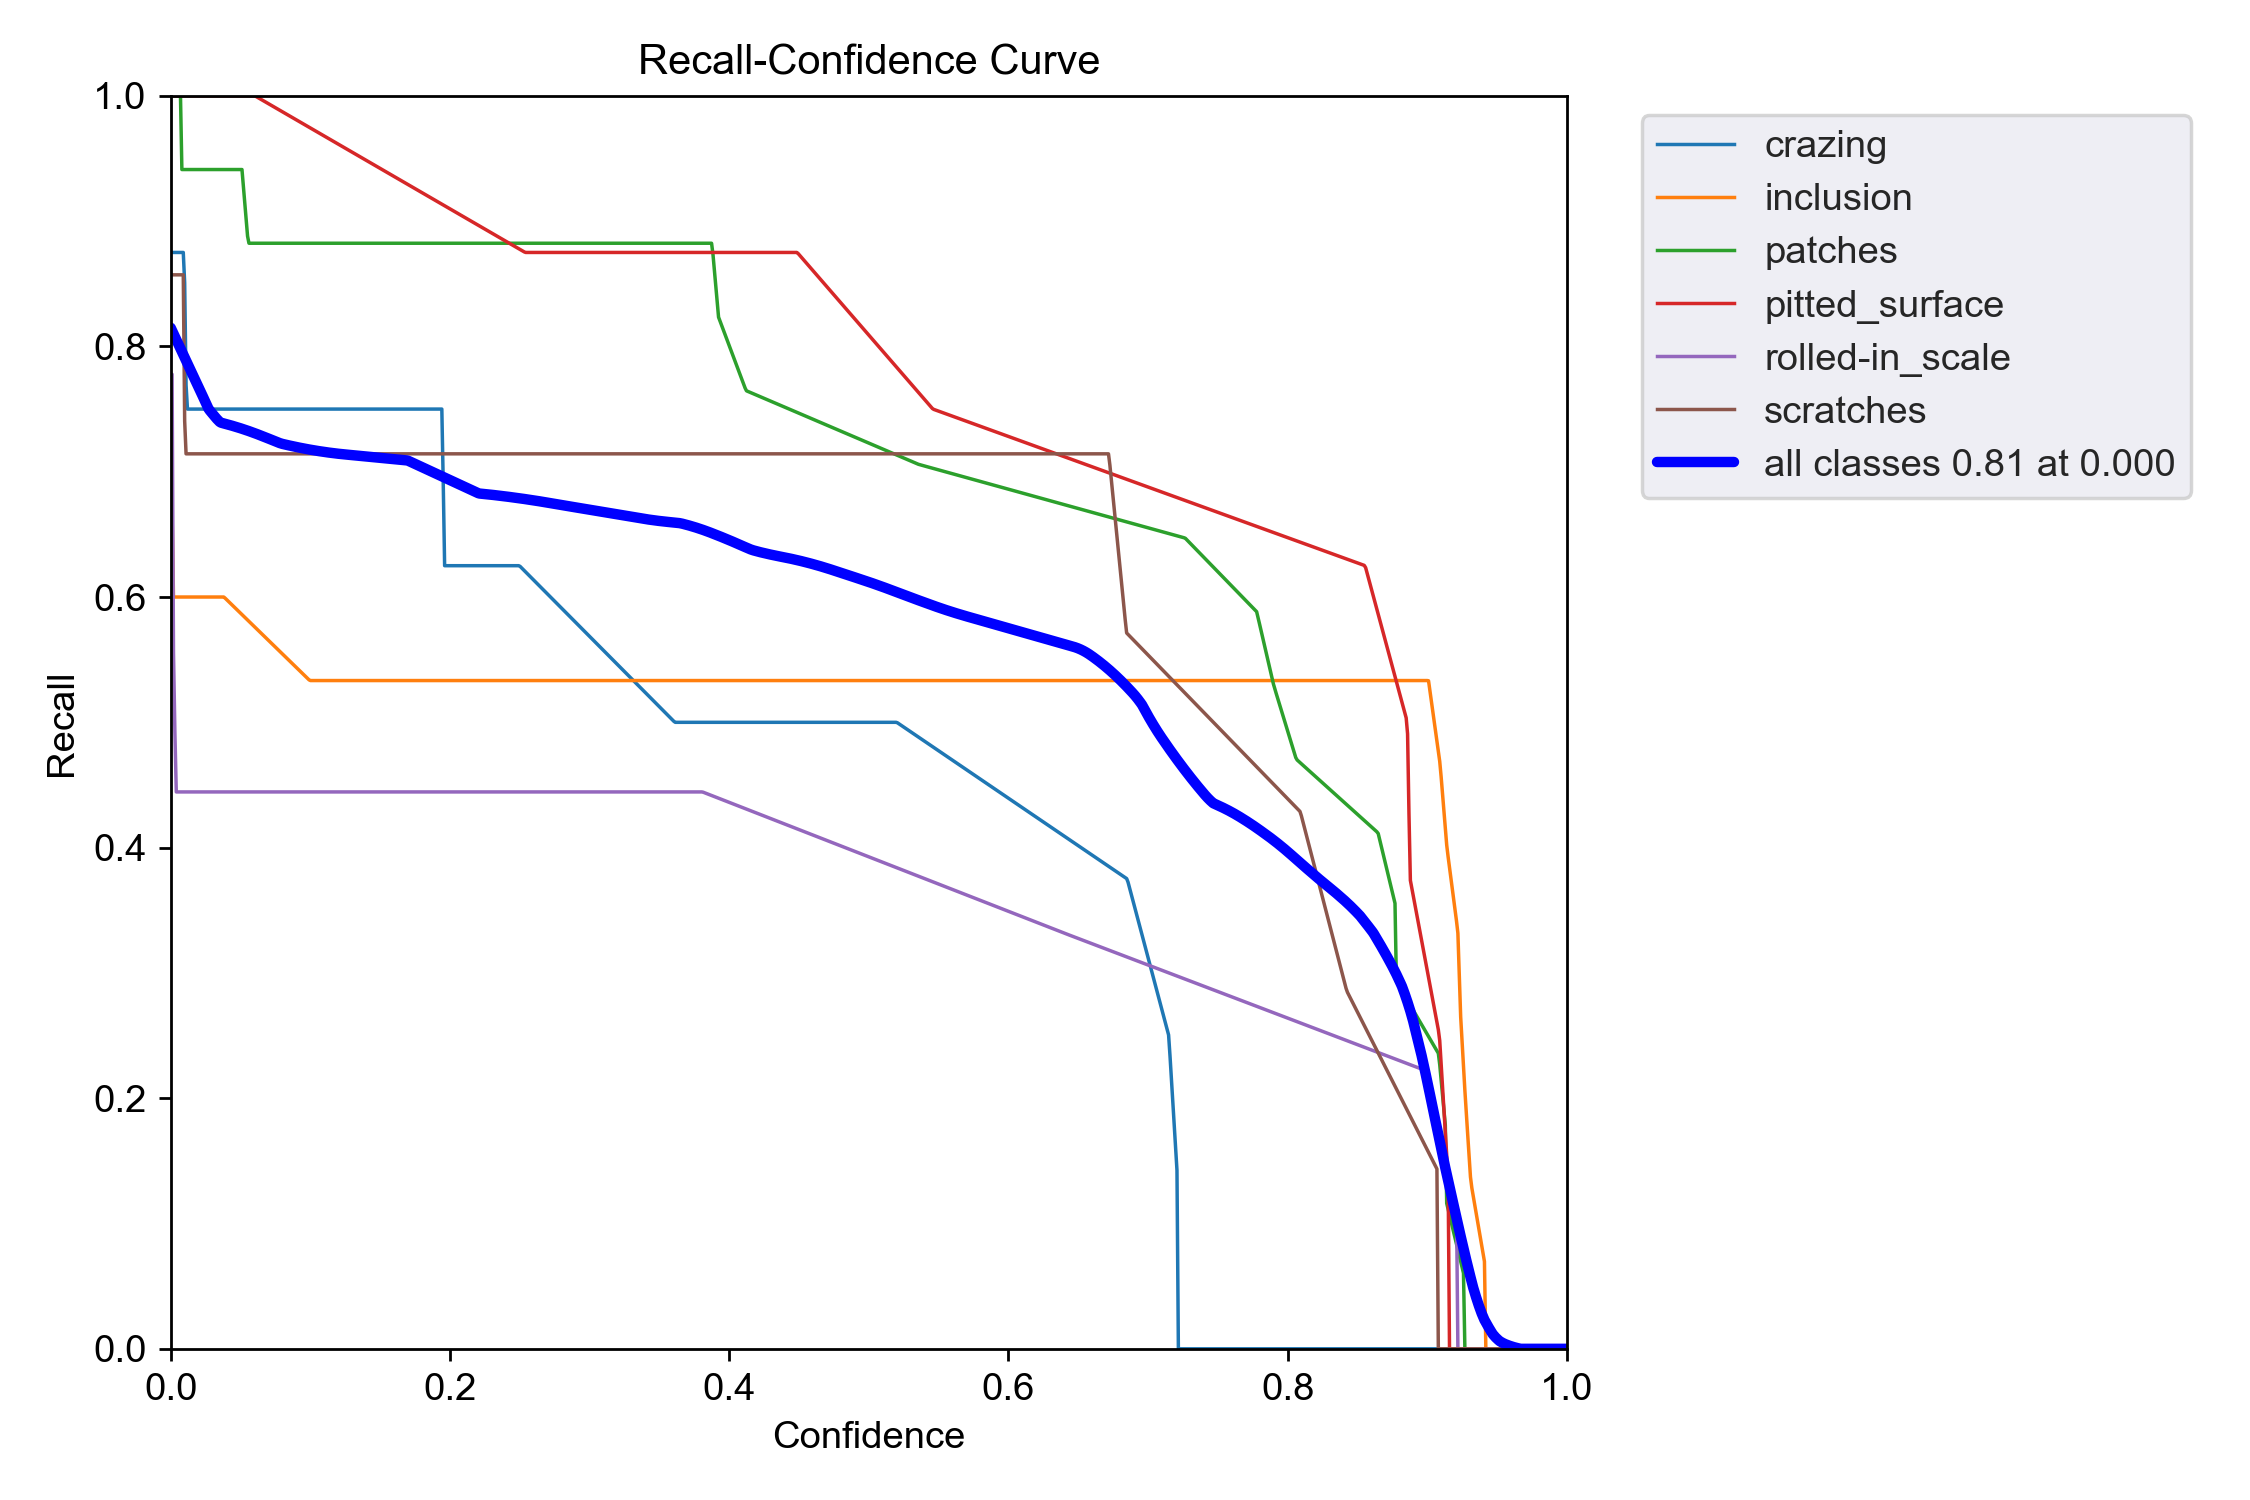 Recall-Confidence Curve
1.0
0.8
0.6
0.4
0.2
0.0
Recall
0.0 0.2 0.4 0.6 0.8 1.0
Confidence
crazing
inclusion
patches
pitted_surface
rolled-in_scale
scratches
all classes 0.81 at 0.000